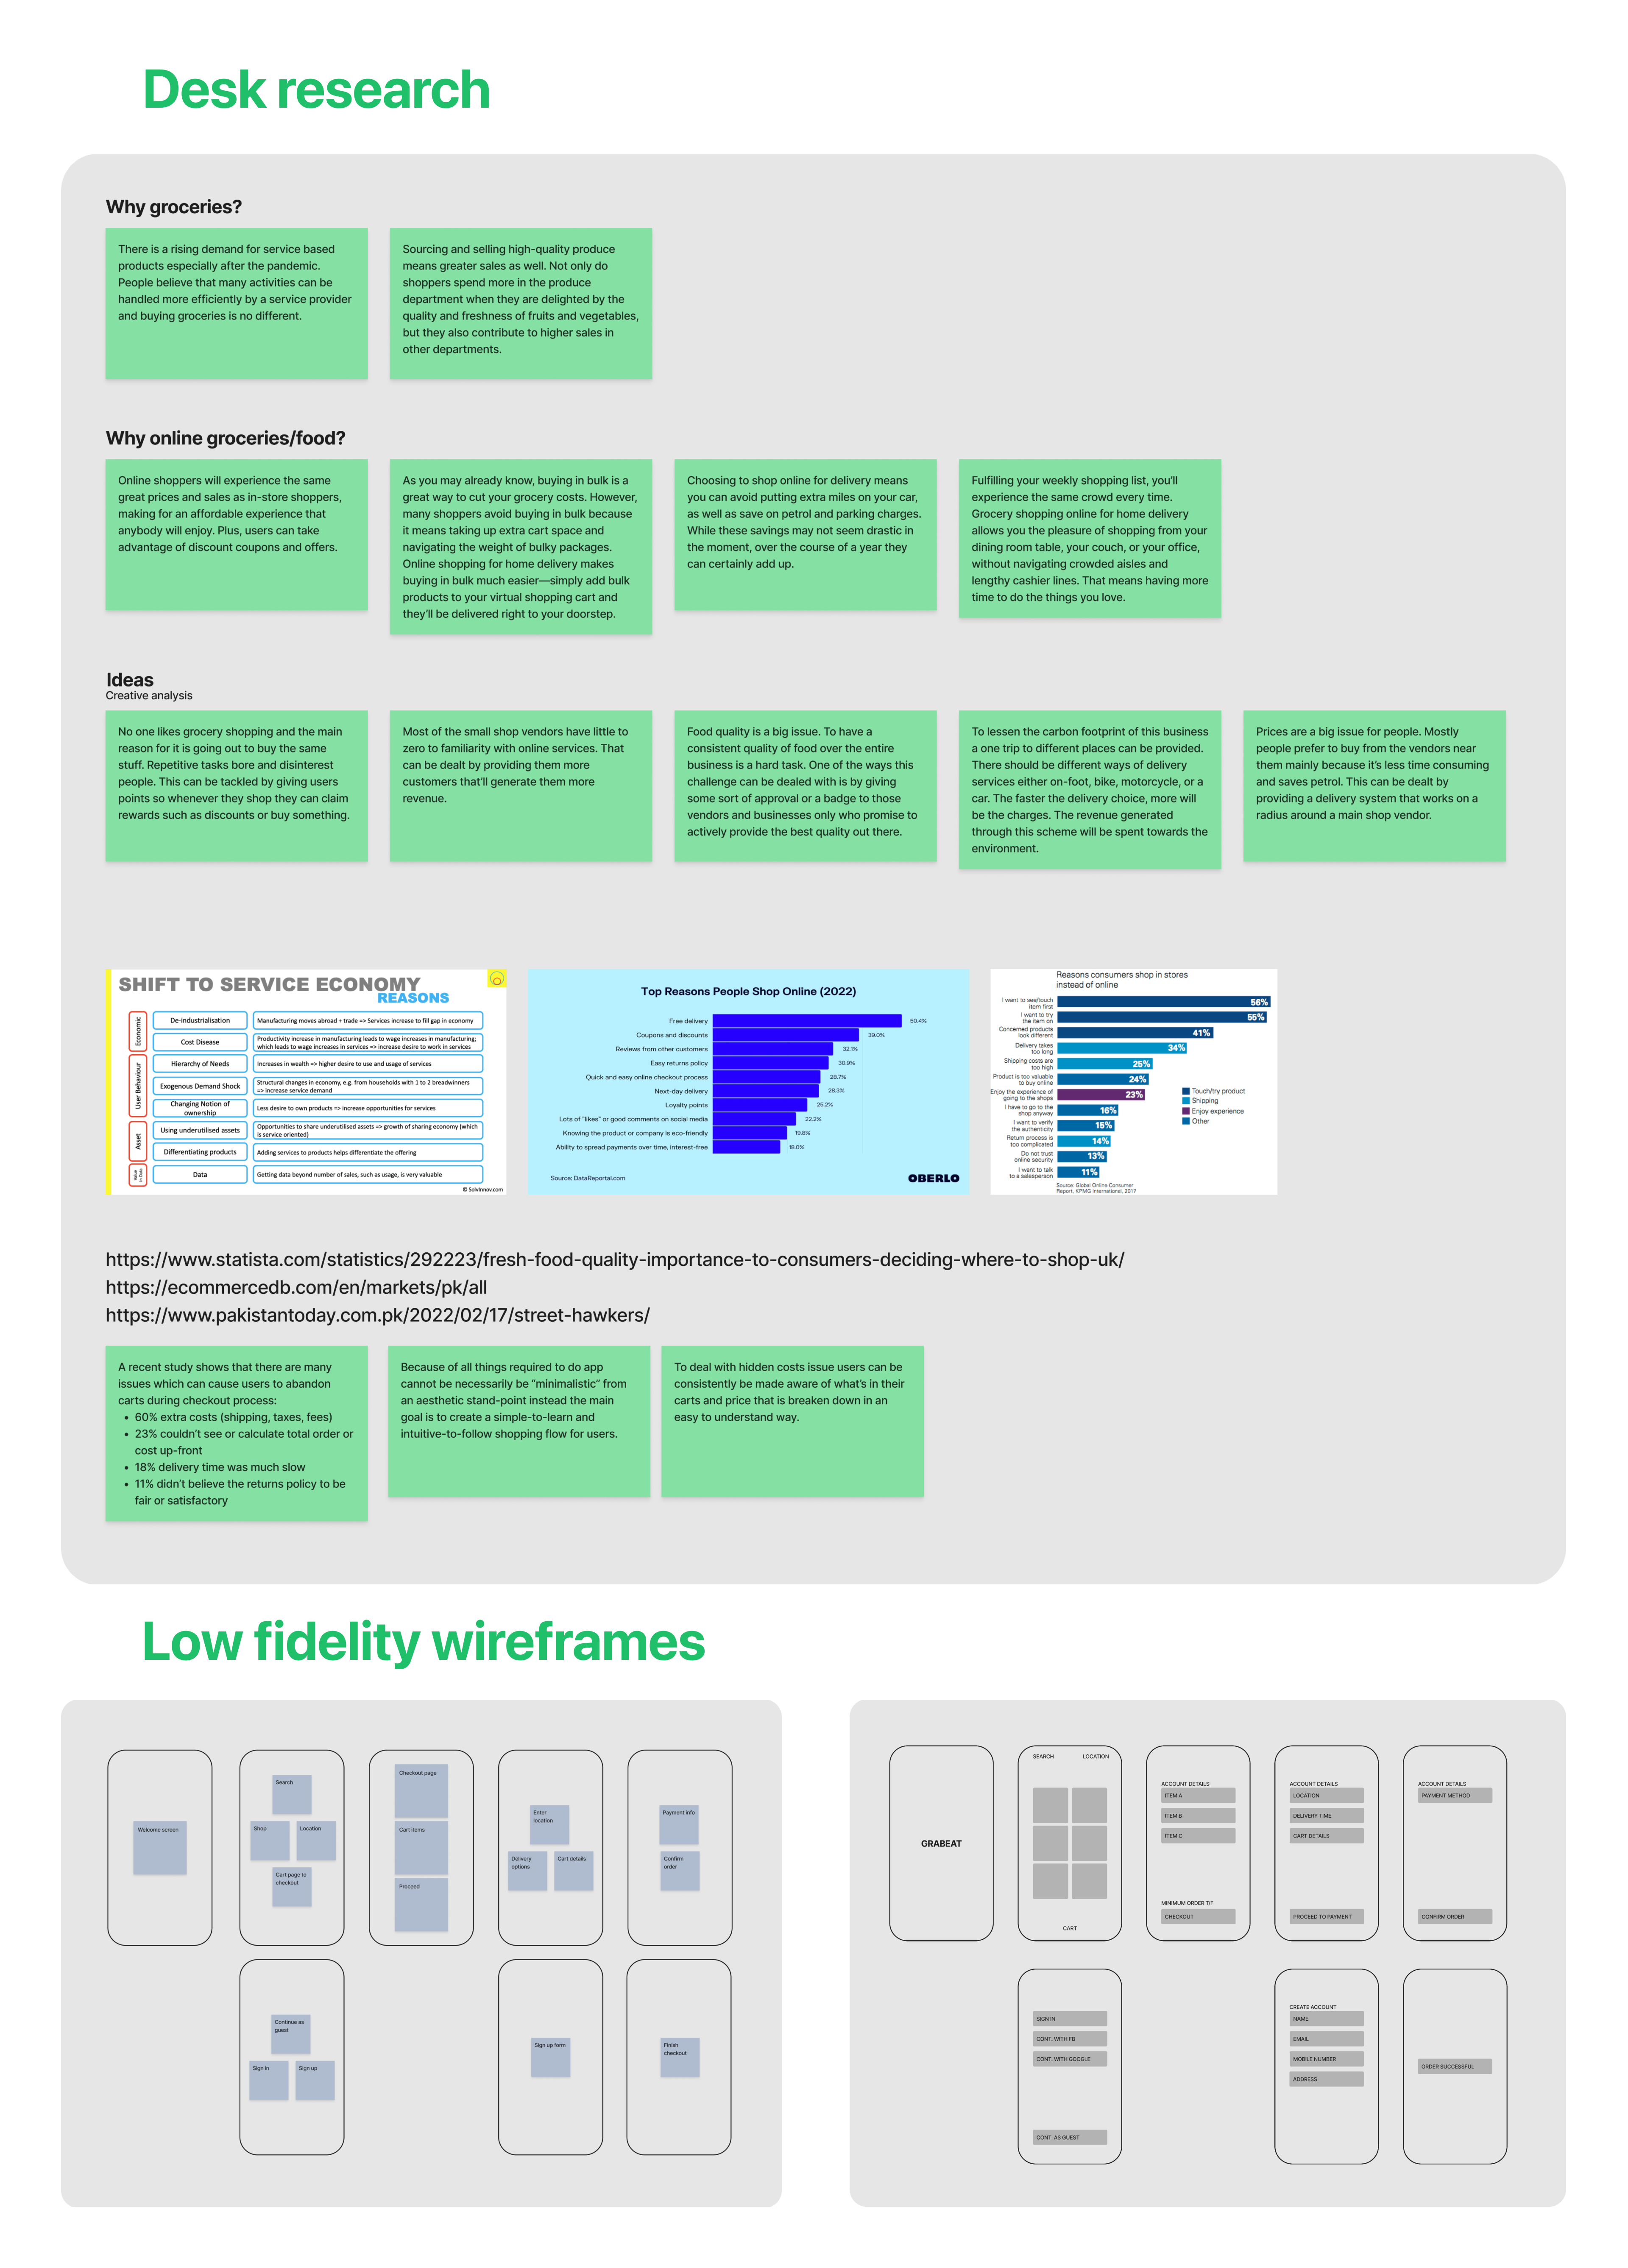 Desk research
Why groceries?
There is a rising demand for service based
products especially after the pandemic.
People believe that many activities can be
handled more efficiently by a service provider
and buying groceries is no different.
Sourcing and selling high-quality produce
means greater sales as well. Not only do
shoppers spend more in the produce
department when they are delighted by the
quality and freshness of fruits and vegetables,
but they also contribute to higher sales in
other departments.
Why online groceries/food?
Online shoppers will experience the same
great prices and sales as in-store shoppers,
making for an affordable experience that
anybody will enjoy. Plus, users can take
advantage of discount coupons and offers.
As you may already know, buying in bulk is a
great way to cut your grocery costs. However,
many shoppers avoid buying in bulk because
it means taking up extra cart space and
navigating the weight of bulky packages.
Online shopping for home delivery makes
buying in bulk much easier—simply add bulk
products to your virtual shopping cart and
they'll be delivered right to your doorstep.
Choosing to shop online for delivery means
you can avoid putting extra miles on your car,
as well as save on petrol and parking charges.
While these savings may not seem drastic in
the moment, over the course of a year they
can certainly add up.
Fulfilling your weekly shopping list, you'll
experience the same crowd every time.
Grocery shopping online for home delivery
allows you the pleasure of shopping from your
dining room table, your couch, or your office,
without navigating crowded aisles and
lengthy cashier lines. That means having more
time to do the things you love.
Ideas
Creative analysis
No one likes grocery shopping and the main
reason for it is going out to buy the same
stuff. Repetitive tasks bore and disinterest
people. This can be tackled by giving users
points so whenever they shop they can claim
rewards such as discounts or buy something.
Most of the small shop vendors have little to
zero to familiarity with online services. That
can be dealt by providing them more
customers that'll generate them more
revenue.
Food quality is a big issue. To have a
consistent quality of food over the entire
business is a hard task. One of the ways this
challenge can be dealt with is by giving
some sort of approval or a badge to those
vendors and businesses only who promise to
actively provide the best quality out there.
To lessen the carbon footprint of this business
a one trip to different places can be provided.
There should be different ways of delivery
services either on-foot, bike, motorcycle, or a
car. The faster the delivery choice, more will
be the charges. The revenue generated
through this scheme will be spent towards the
environment.
Prices are a big issue for people. Mostly
people prefer to buy from the vendors near
them mainly because it's less time consuming
and saves petrol. This can be dealt by
providing a delivery system that works on a
radius around a main shop vendor.
SHIFT TO SERVICE ECONOMY
REASONS
Economic
De-industrialisation
Manufacturing moves abroad + trade => Services increase to fill gap in economy
Cost Disease
Productivity increase in manufacturing leads to wage increases in manufacturing;
which leads to wage increases in services => increase desire to work in services
User Behaviour
Hierarchy of Needs
Increases in wealth => higher desire to use and usage of services
Exogenous Demand Shock
Structural changes in economy, e.g. from households with 1 to 2 breadwinners
=> increase service demand
Changing Notion of
ownership
Less desire to own products => increase opportunities for services
Asset
Using underutilised assets
Opportunities to share underutilised assets => growth of sharing economy (which
is service oriented)
Differentiating products
Adding services to products helps differentiate the offering
Data
Getting data beyond number of sales, such as usage, is very valuable
© SolvInnov.com
Top Reasons People Shop Online (2022)
Free delivery 50.4%
Coupons and discounts 39.0%
Reviews from other customers 32.1%
Easy returns policy 30.9%
Quick and easy online checkout process 28.7%
Next-day delivery 28.3%
Loyalty points 25.2%
Lots of "likes" or good comments on social media 22.2%
Knowing the product or company is eco-friendly 19.8%
Ability to spread payments over time, interest-free 18.0%
Source: DataReportal.com
OBERLO
Reasons consumers shop in stores
instead of online
I want to see/touch
item first 56%
I want to try
the item on 55%
Concerned products
look different 41%
Delivery takes
too long 34%
Shipping costs are
too high 25%
Product is too valuable
to buy online 24%
Enjoy the experience of
going to the shops 23%
I have to go to the
shop anyway 16%
I want to verify
the authenticity 15%
Return process is
too complicated 14%
Do not trust
online security 13%
I want to talk
to a salesperson 11%
Touch/try product
Shipping
Enjoy experience
Other
Source: Global Online Consumer
Report, KPMG International, 2017
https://www.statista.com/statistics/292223/fresh-food-quality-importance-to-consumers-deciding-where-to-shop-uk/
https://ecommercedb.com/en/markets/pk/all
https://www.pakistantoday.com.pk/2022/02/17/street-hawkers/
A recent study shows that there are many
issues which can cause users to abandon
carts during checkout process:
• 60% extra costs (shipping, taxes, fees)
• 23% couldn't see or calculate total order or
cost up-front
• 18% delivery time was much slow
• 11% didn't believe the returns policy to be
fair or satisfactory
Because of all things required to do app
cannot be necessarily be "minimalistic" from
an aesthetic stand-point instead the main
goal is to create a simple-to-learn and
intuitive-to-follow shopping flow for users.
To deal with hidden costs issue users can be
consistently be made aware of what's in their
carts and price that is breaken down in an
easy to understand way.
Low fidelity wireframes
Welcome screen
Search
Shop
Location
Cart page to
checkout
Checkout page
Cart items
Proceed
Enter
location
Delivery
options
Cart details
Payment info
Confirm
order
Continue as
guest
Sign in
Sign up
Sign up form
Finish
checkout
GRABEAT
SEARCH
LOCATION
CART
ACCOUNT DETAILS
ITEM A
ITEM B
ITEM C
MINIMUM ORDER T/F
CHECKOUT
ACCOUNT DETAILS
LOCATION
DELIVERY TIME
CART DETAILS
PROCEED TO PAYMENT
ACCOUNT DETAILS
PAYMENT METHOD
CONFIRM ORDER
SIGN IN
CONT. WITH FB
CONT. WITH GOOGLE
CONT. AS GUEST
CREATE ACCOUNT
NAME
EMAIL
MOBILE NUMBER
ADDRESS
ORDER SUCCESSFUL